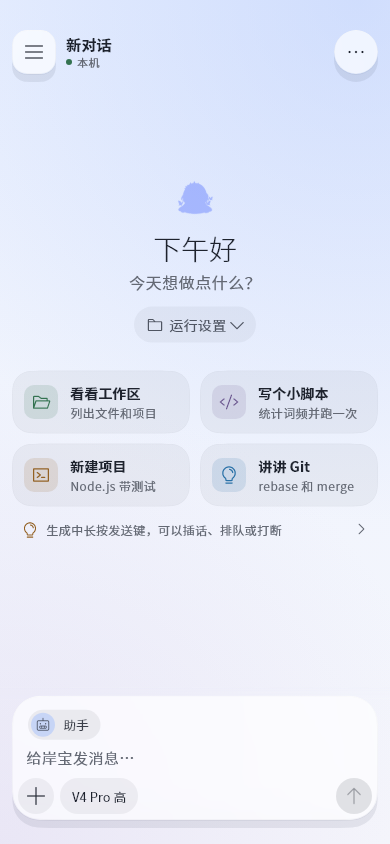 新对话
本机
下午好
今天想做点什么？
运行设置
看看工作区
列出文件和项目
写个小脚本
统计词频并跑一次
新建项目
Node.js 带测试
讲讲 Git
rebase 和 merge
生成中长按发送键，可以插话、排队或打断
助手
给岸宝发消息…
V4 Pro 高